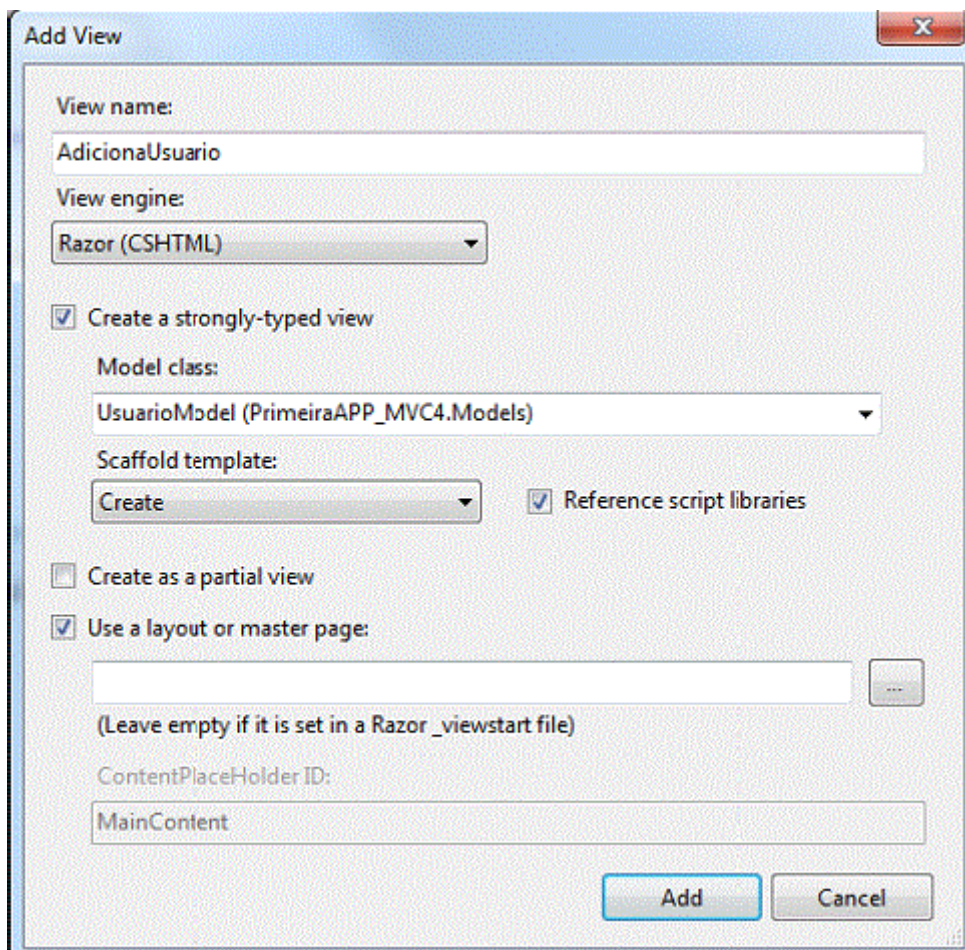 Add View
View name:
AdicionaUsuario
View engine:
Razor (CSHTML)
Create a strongly-typed view
Model class:
UsuarioModel (PrimeiraAPP_MVC4.Models)
Scaffold template:
Create
Reference script libraries
Create as a partial view
Use a layout or master page:
...
(Leave empty if it is set in a Razor _viewstart file)
ContentPlaceHolder ID:
MainContent
Add
Cancel